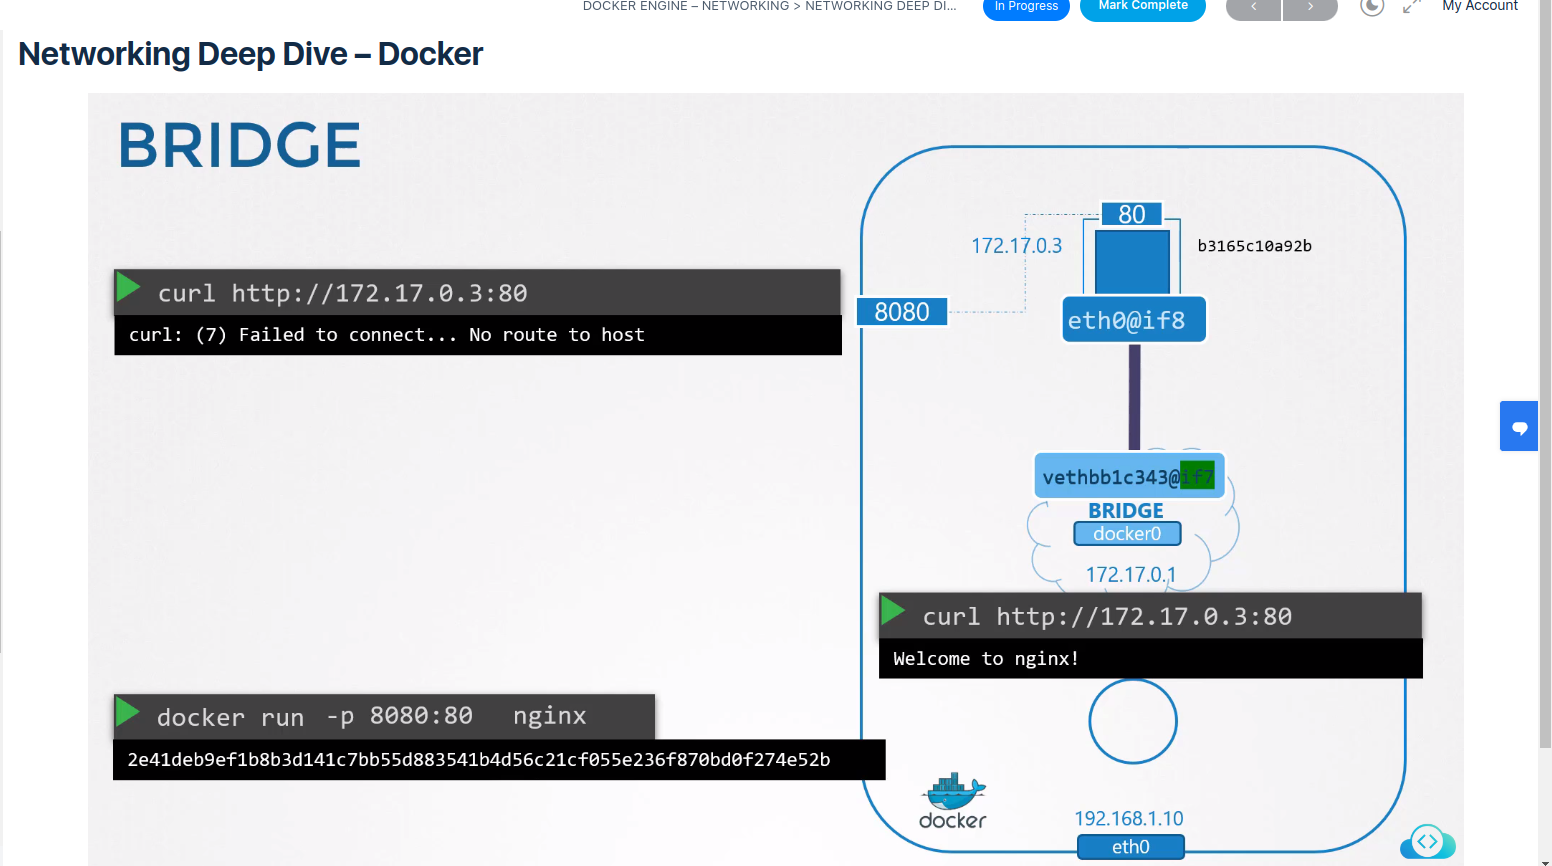 DOCKER ENGINE – NETWORKING > NETWORKING DEEP DI...
In Progress
Mark Complete
My Account
Networking Deep Dive – Docker
BRIDGE
80
172.17.0.3
b3165c10a92b
curl http://172.17.0.3:80
8080
eth0@if8
curl: (7) Failed to connect... No route to host
vethbb1c343@if7
BRIDGE
docker0
172.17.0.1
curl http://172.17.0.3:80
Welcome to nginx!
docker run -p 8080:80 nginx
2e41deb9ef1b8b3d141c7bb55d883541b4d56c21cf055e236f870bd0f274e52b
docker
192.168.1.10
eth0